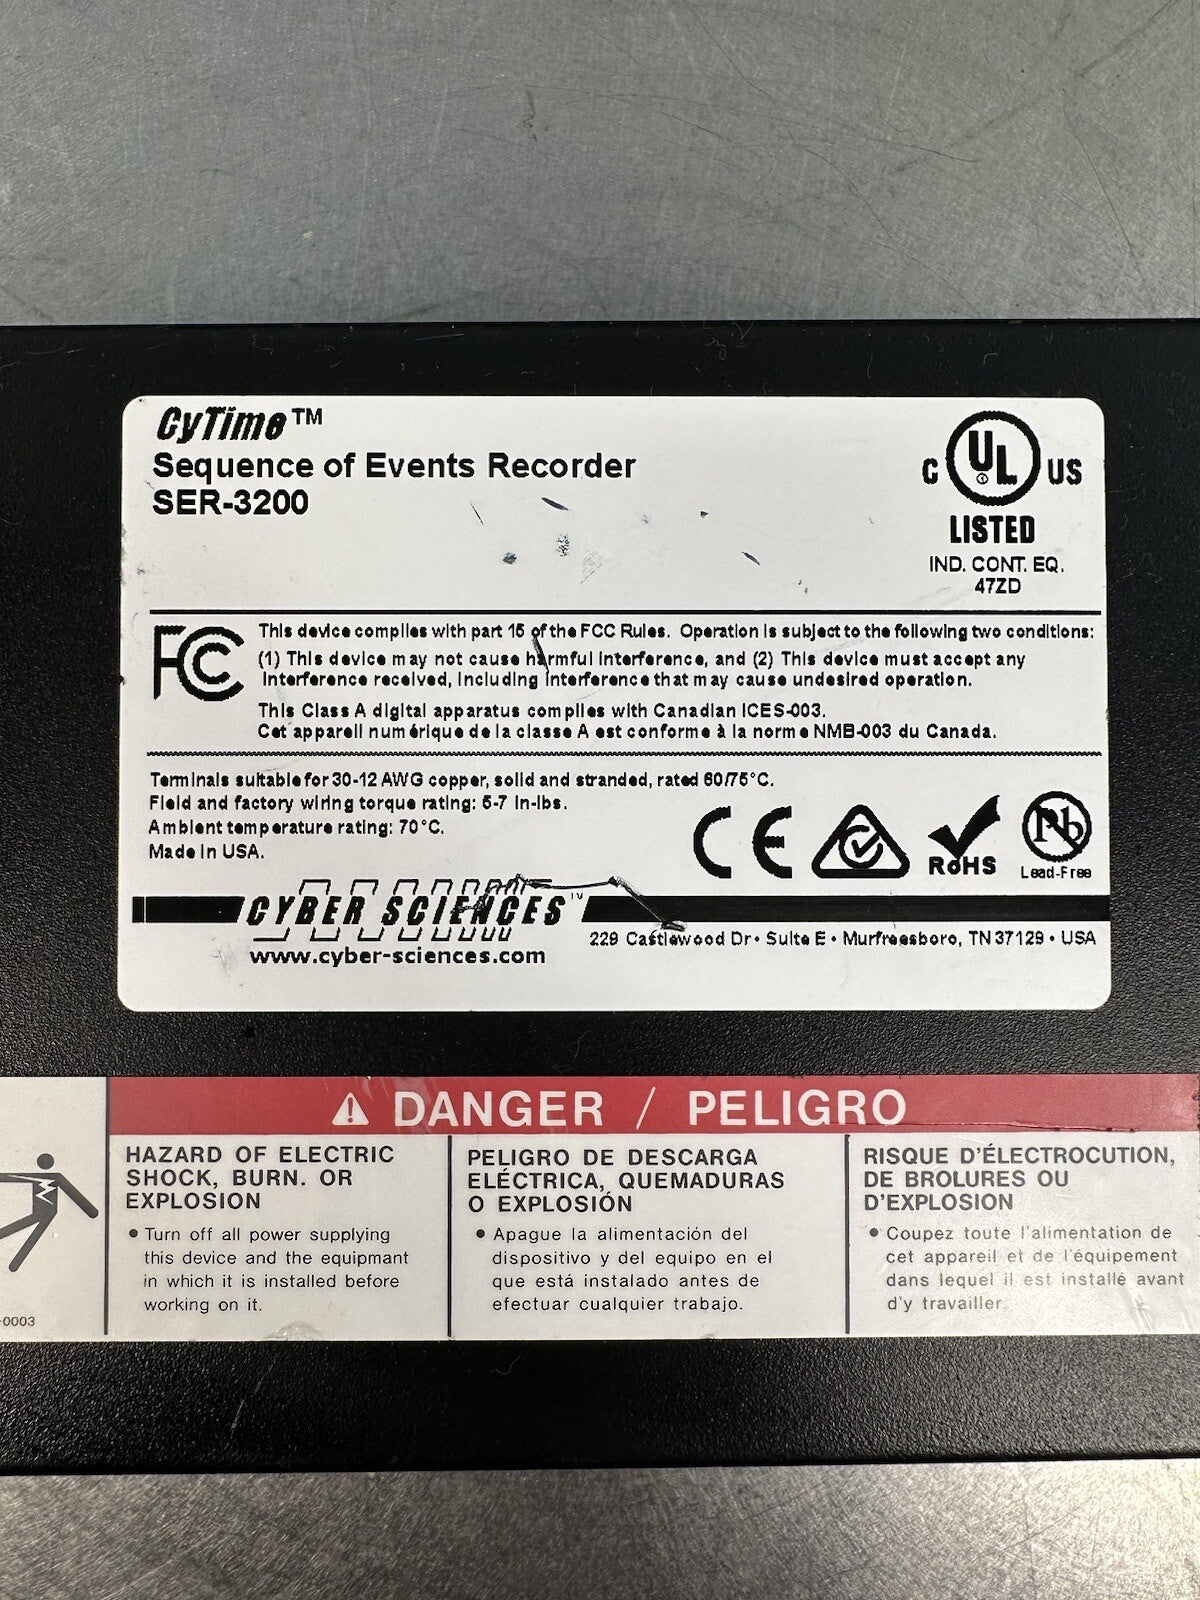 CyTime™
Sequence of Events Recorder
SER-3200
C UL US
LISTED
IND. CONT. EQ.
47ZD
FC
This device complies with part 15 of the FCC Rules. Operation is subject to the following two conditions:
(1) This device may not cause harmful interference, and (2) This device must accept any
interference received, including interference that may cause undesired operation.
This Class A digital apparatus complies with Canadian ICES-003.
Cet appareil numérique de la classe A est conforme à la norme NMB-003 du Canada.
Terminals suitable for 30-12 AWG copper, solid and stranded, rated 60/75°C.
Field and factory wiring torque rating: 5-7 in-lbs.
Ambient temperature rating: 70°C.
Made in USA.
CE
RoHS
Pb
Lead-Free
CYBER SCIENCES™
www.cyber-sciences.com
229 Castlewood Dr • Suite E • Murfreesboro, TN 37129 • USA
DANGER / PELIGRO
HAZARD OF ELECTRIC
SHOCK, BURN. OR
EXPLOSION
• Turn off all power supplying
this device and the equipmant
in which it is installed before
working on it.
PELIGRO DE DESCARGA
ELÉCTRICA, QUEMADURAS
O EXPLOSIÓN
• Apague la alimentación del
dispositivo y del equipo en el
que está instalado antes de
efectuar cualquier trabajo.
RISQUE D'ÉLECTROCUTION,
DE BROLURES OU
D'EXPLOSION
• Coupez toute l'alimentation de
cet appareil et de l'équipement
dans lequel il est installé avant
d'y travailler.
-0003